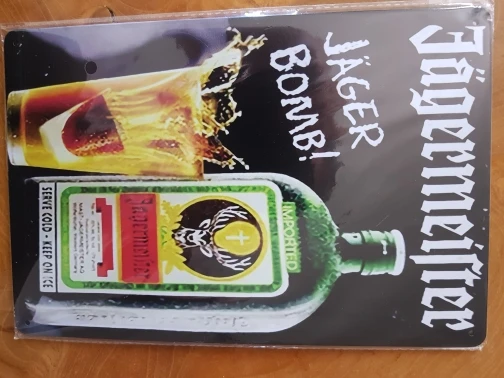 Jägermeister
JÄGER
BOMB!
IMPORTED
Jägermeister
SERVE COLD • KEEP ON ICE